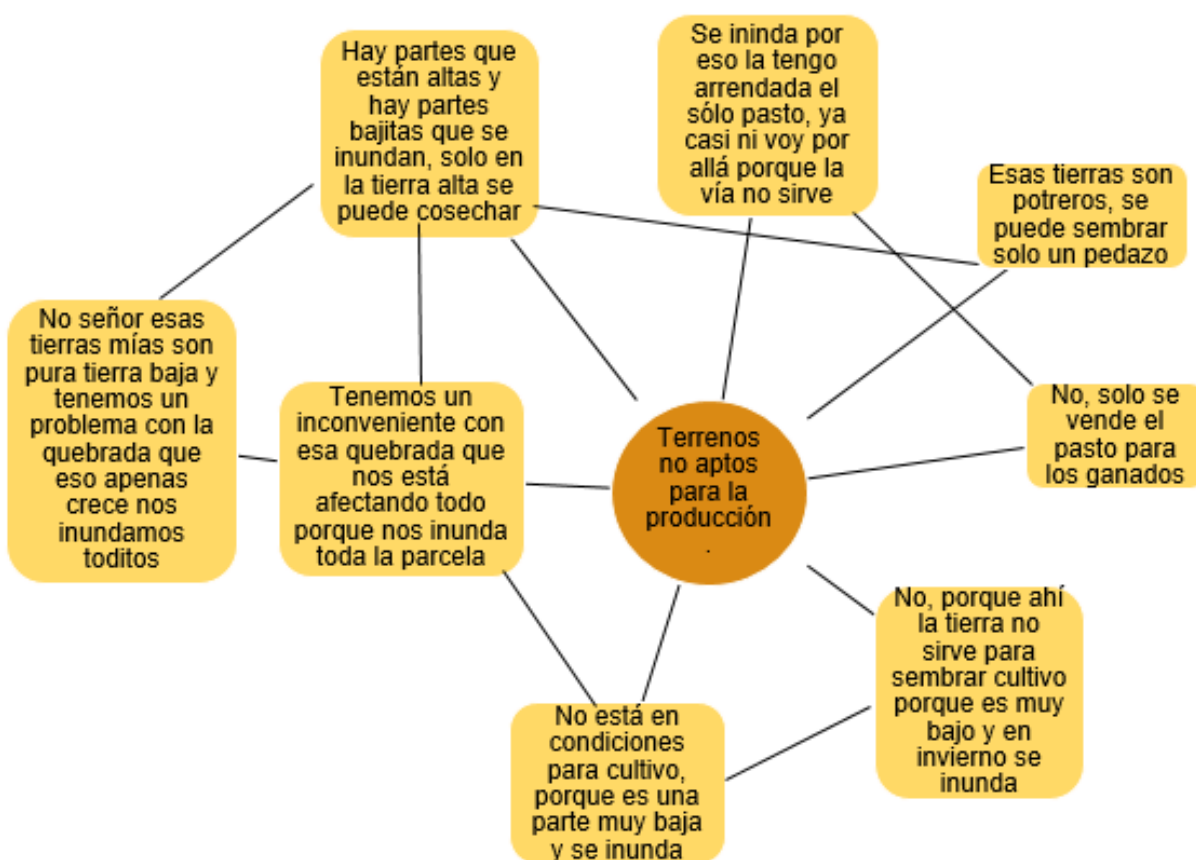 Hay partes que
están altas y
hay partes
bajitas que se
inundan, solo en
la tierra alta se
puede cosechar
Se ininda por
eso la tengo
arrendada el
sólo pasto, ya
casi ni voy por
allá porque la
vía no sirve
Esas tierras son
potreros, se
puede sembrar
solo un pedazo
No señor esas
tierras mías son
pura tierra baja y
tenemos un
problema con la
quebrada que
eso apenas
crece nos
inundamos
toditos
Tenemos un
inconveniente con
esa quebrada que
nos está
afectando todo
porque nos inunda
toda la parcela
Terrenos
no aptos
para la
producción
.
No, solo se
vende el
pasto para
los ganados
No, porque ahí
la tierra no
sirve para
sembrar cultivo
porque es muy
bajo y en
invierno se
inunda
No está en
condiciones
para cultivo,
porque es una
parte muy baja
y se inunda